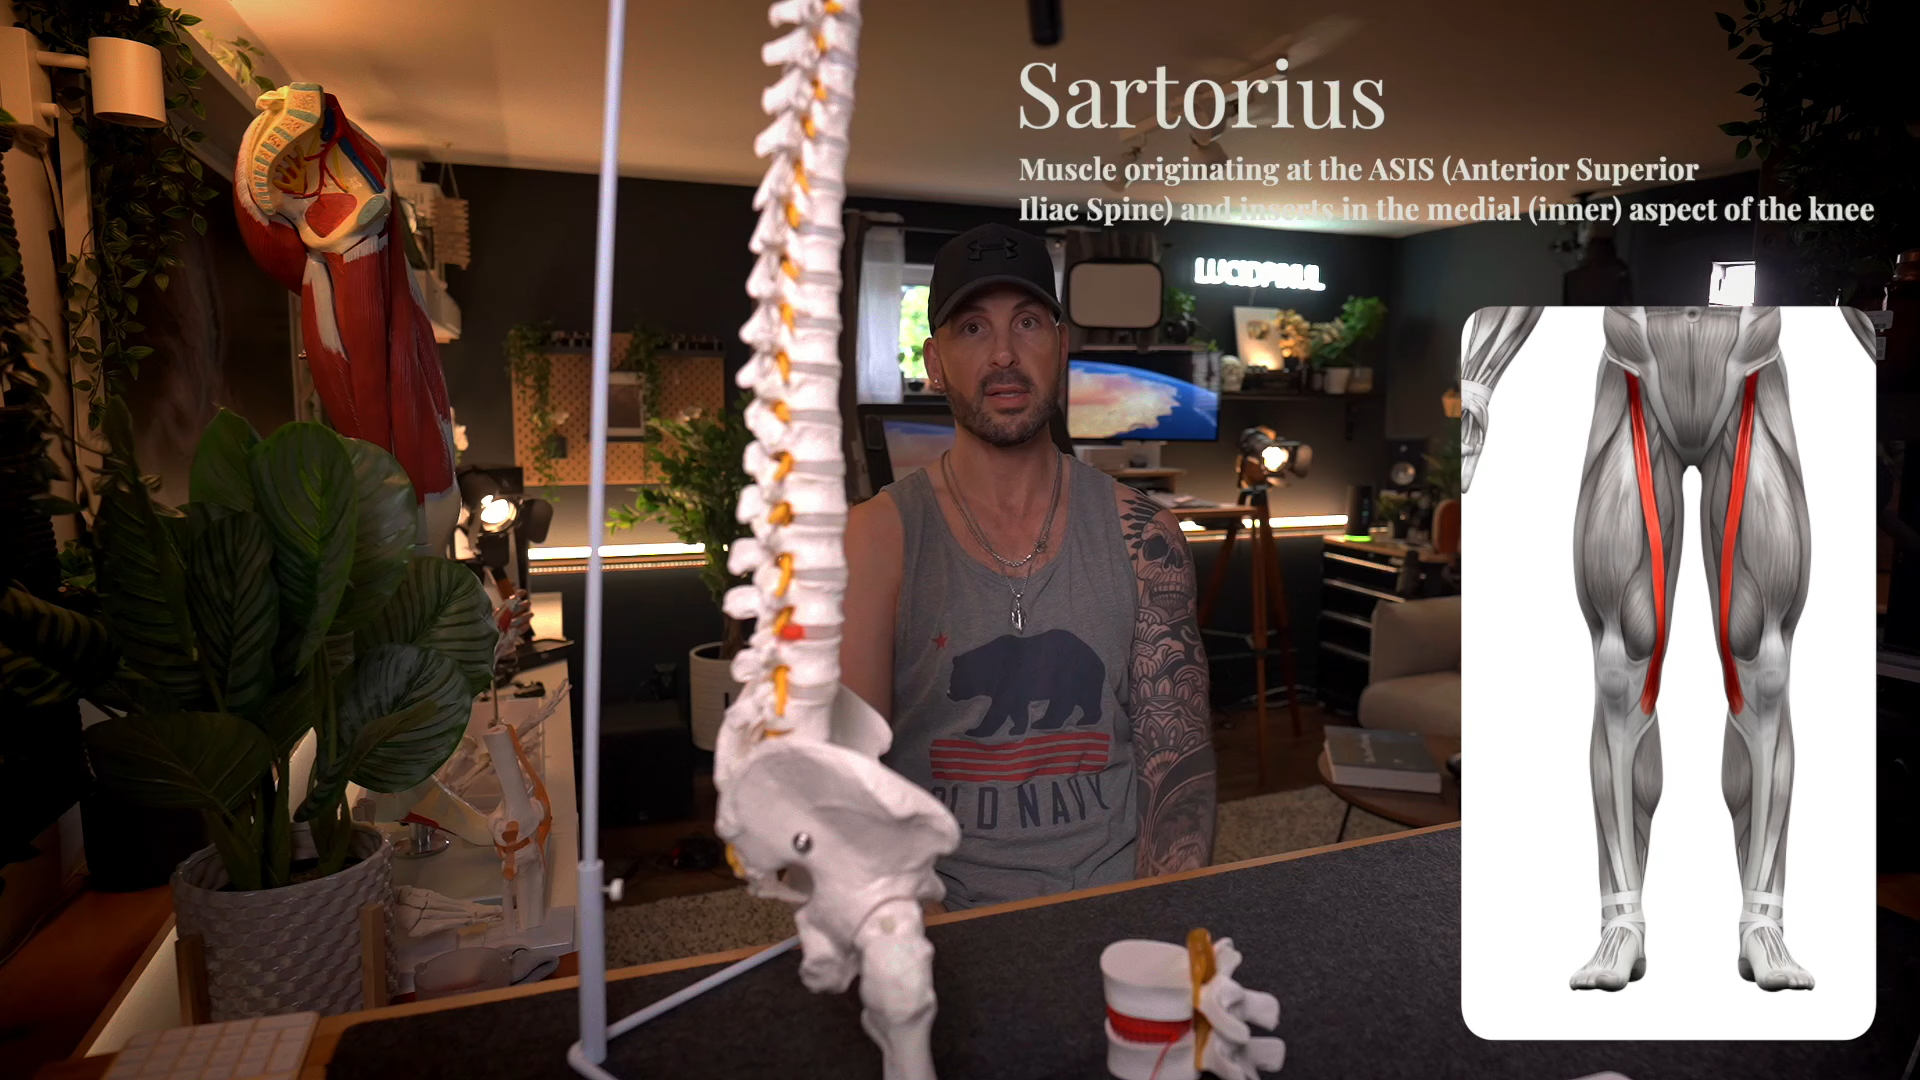 Sartorius
Muscle originating at the ASIS (Anterior Superior
Iliac Spine) and inserts in the medial (inner) aspect of the knee
OLD NAVY